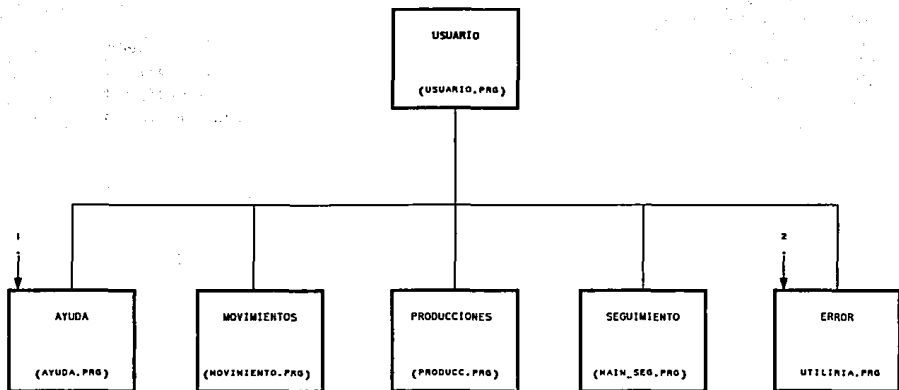 USUARIO
(USUARIO.PRG)
1
2
AYUDA
MOVIMIENTOS
PRODUCCIONES
SEGUIMIENTO
ERROR
(AYUDA.PRG)
(MOVIMIENTO.PRG)
(PRODUCC.PRG)
(MAIN_SEG.PRG)
UTILIRIA.PRG